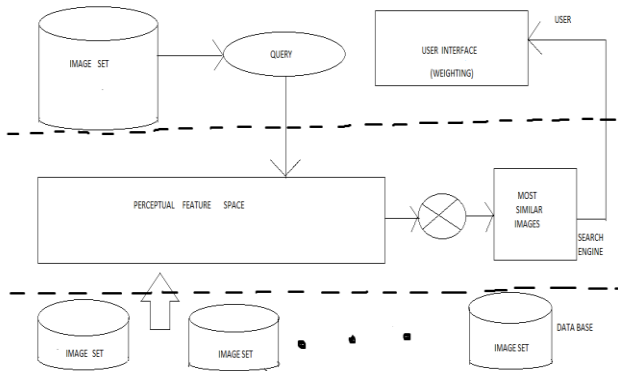 USER
IMAGE SET
QUERY
USER INTERFACE
(WEIGHTING)
PERCEPTUAL FEATURE SPACE
MOST
SIMILAR
IMAGES
SEARCH
ENGINE
DATA BASE
IMAGE SET
IMAGE SET
IMAGE SET